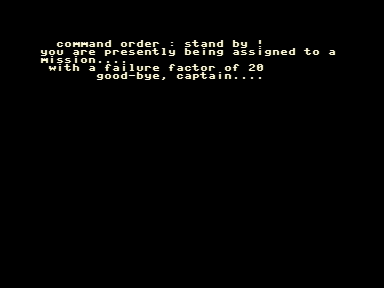 command order : stand by !
you are presently being assigned to a
mission....
with a failure factor of 20
good-bye, captain....